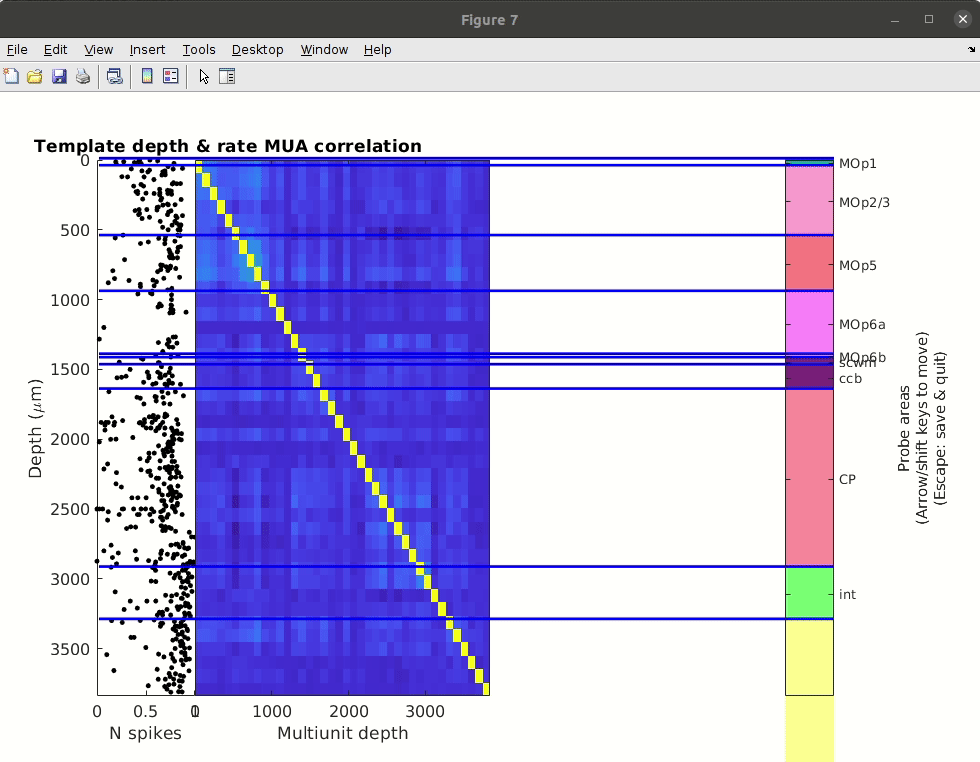 Figure 7
File Edit View Insert Tools Desktop Window Help
Template depth & rate MUA correlation
0
500
1000
1500
2000
2500
3000
3500
Depth (μm)
0 0.5 1
N spikes
0 1000 2000 3000
Multiunit depth
MOp1
MOp2/3
MOp5
MOp6a
MOp6b
scwm
ccb
CP
int
Probe areas
(Arrow/shift keys to move)
(Escape: save & quit)